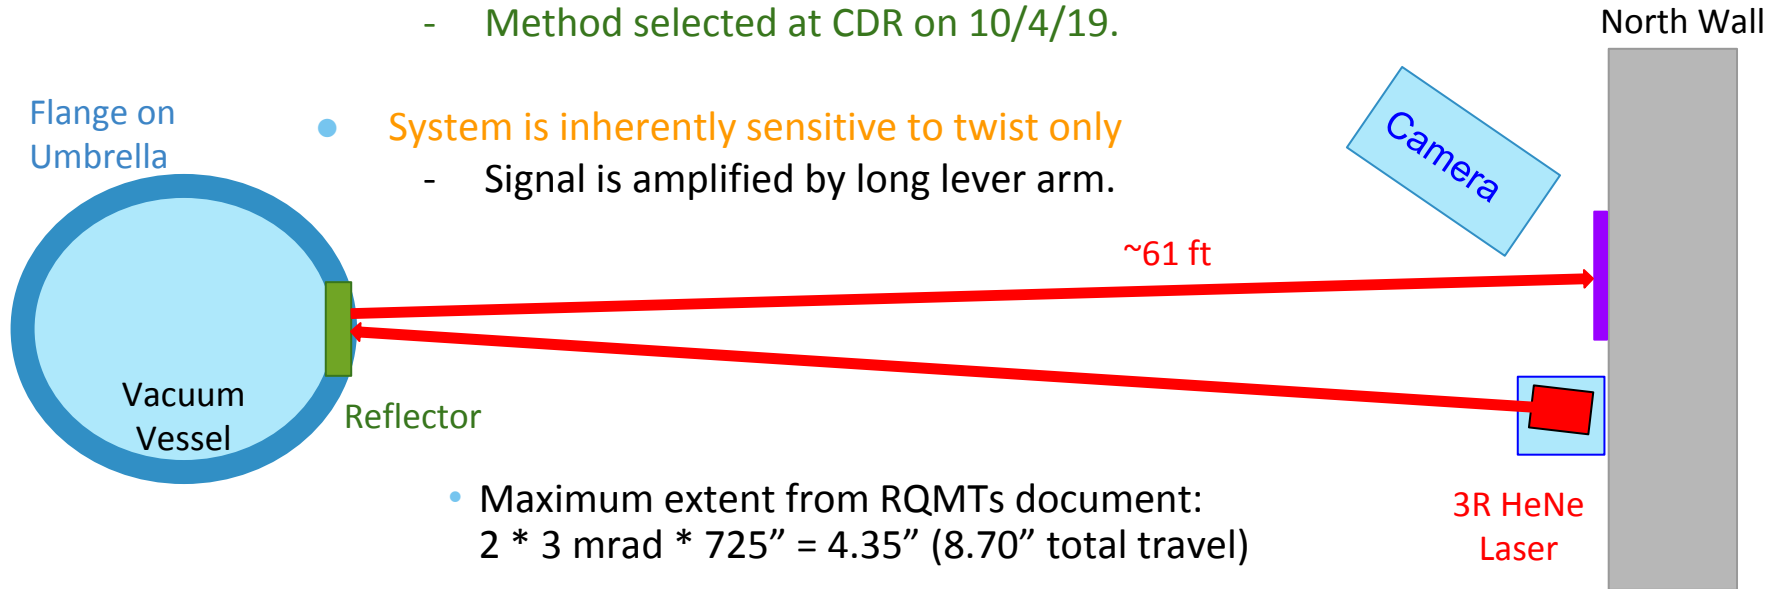 - Method selected at CDR on 10/4/19.
North Wall
Flange on
Umbrella
• System is inherently sensitive to twist only
- Signal is amplified by long lever arm.
Camera
~61 ft
Vacuum
Vessel
Reflector
• Maximum extent from RQMTs document:
2 * 3 mrad * 725” = 4.35” (8.70” total travel)
3R HeNe
Laser